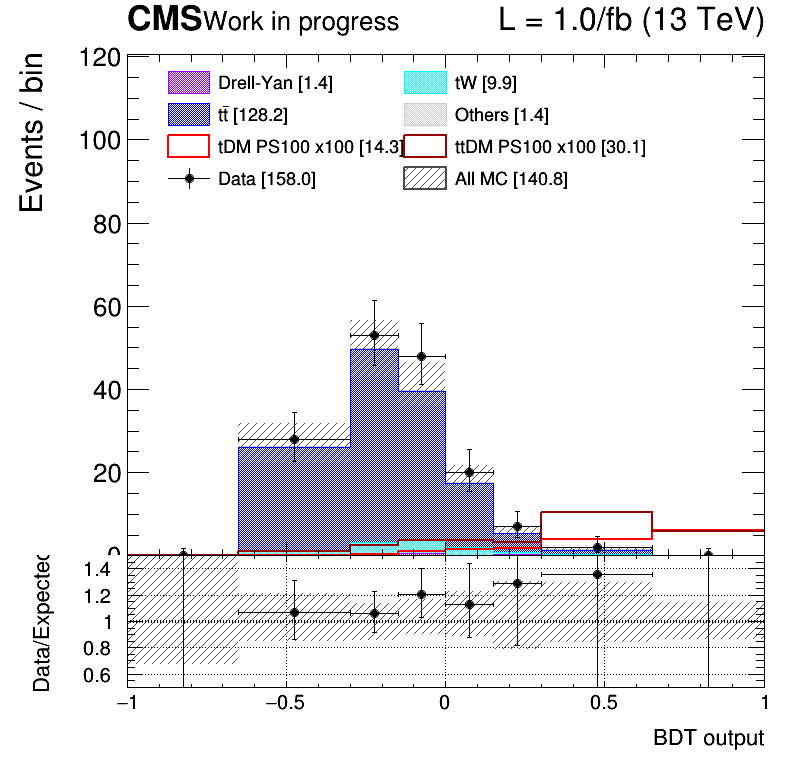 CMS Work in progress L = 1.0/fb (13 TeV)
Events / bin
120
100
80
60
40
20
0
Drell-Yan [1.4] tW [9.9]
tt̄ [128.2] Others [1.4]
tDM PS100 x100 [14.3] ttDM PS100 x100 [30.1]
Data [158.0] All MC [140.8]
Data/Expected
1.4
1.2
1
0.8
0.6
−1 −0.5 0 0.5 1
BDT output